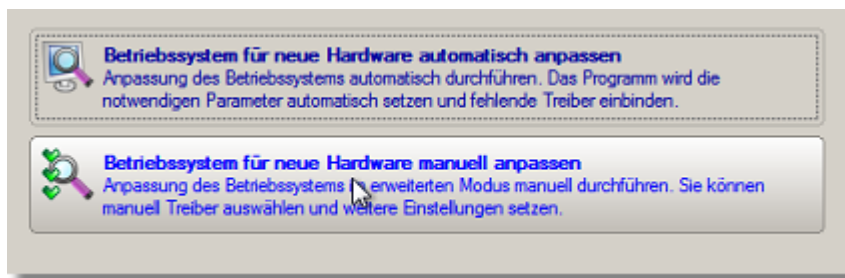 Betriebssystem für neue Hardware automatisch anpassen
Anpassung des Betriebssystems automatisch durchführen. Das Programm wird die
notwendigen Parameter automatisch setzen und fehlende Treiber einbinden.
Betriebssystem für neue Hardware manuell anpassen
Anpassung des Betriebssystems erweiterten Modus manuell durchführen. Sie können
manuell Treiber auswählen und weitere Einstellungen setzen.